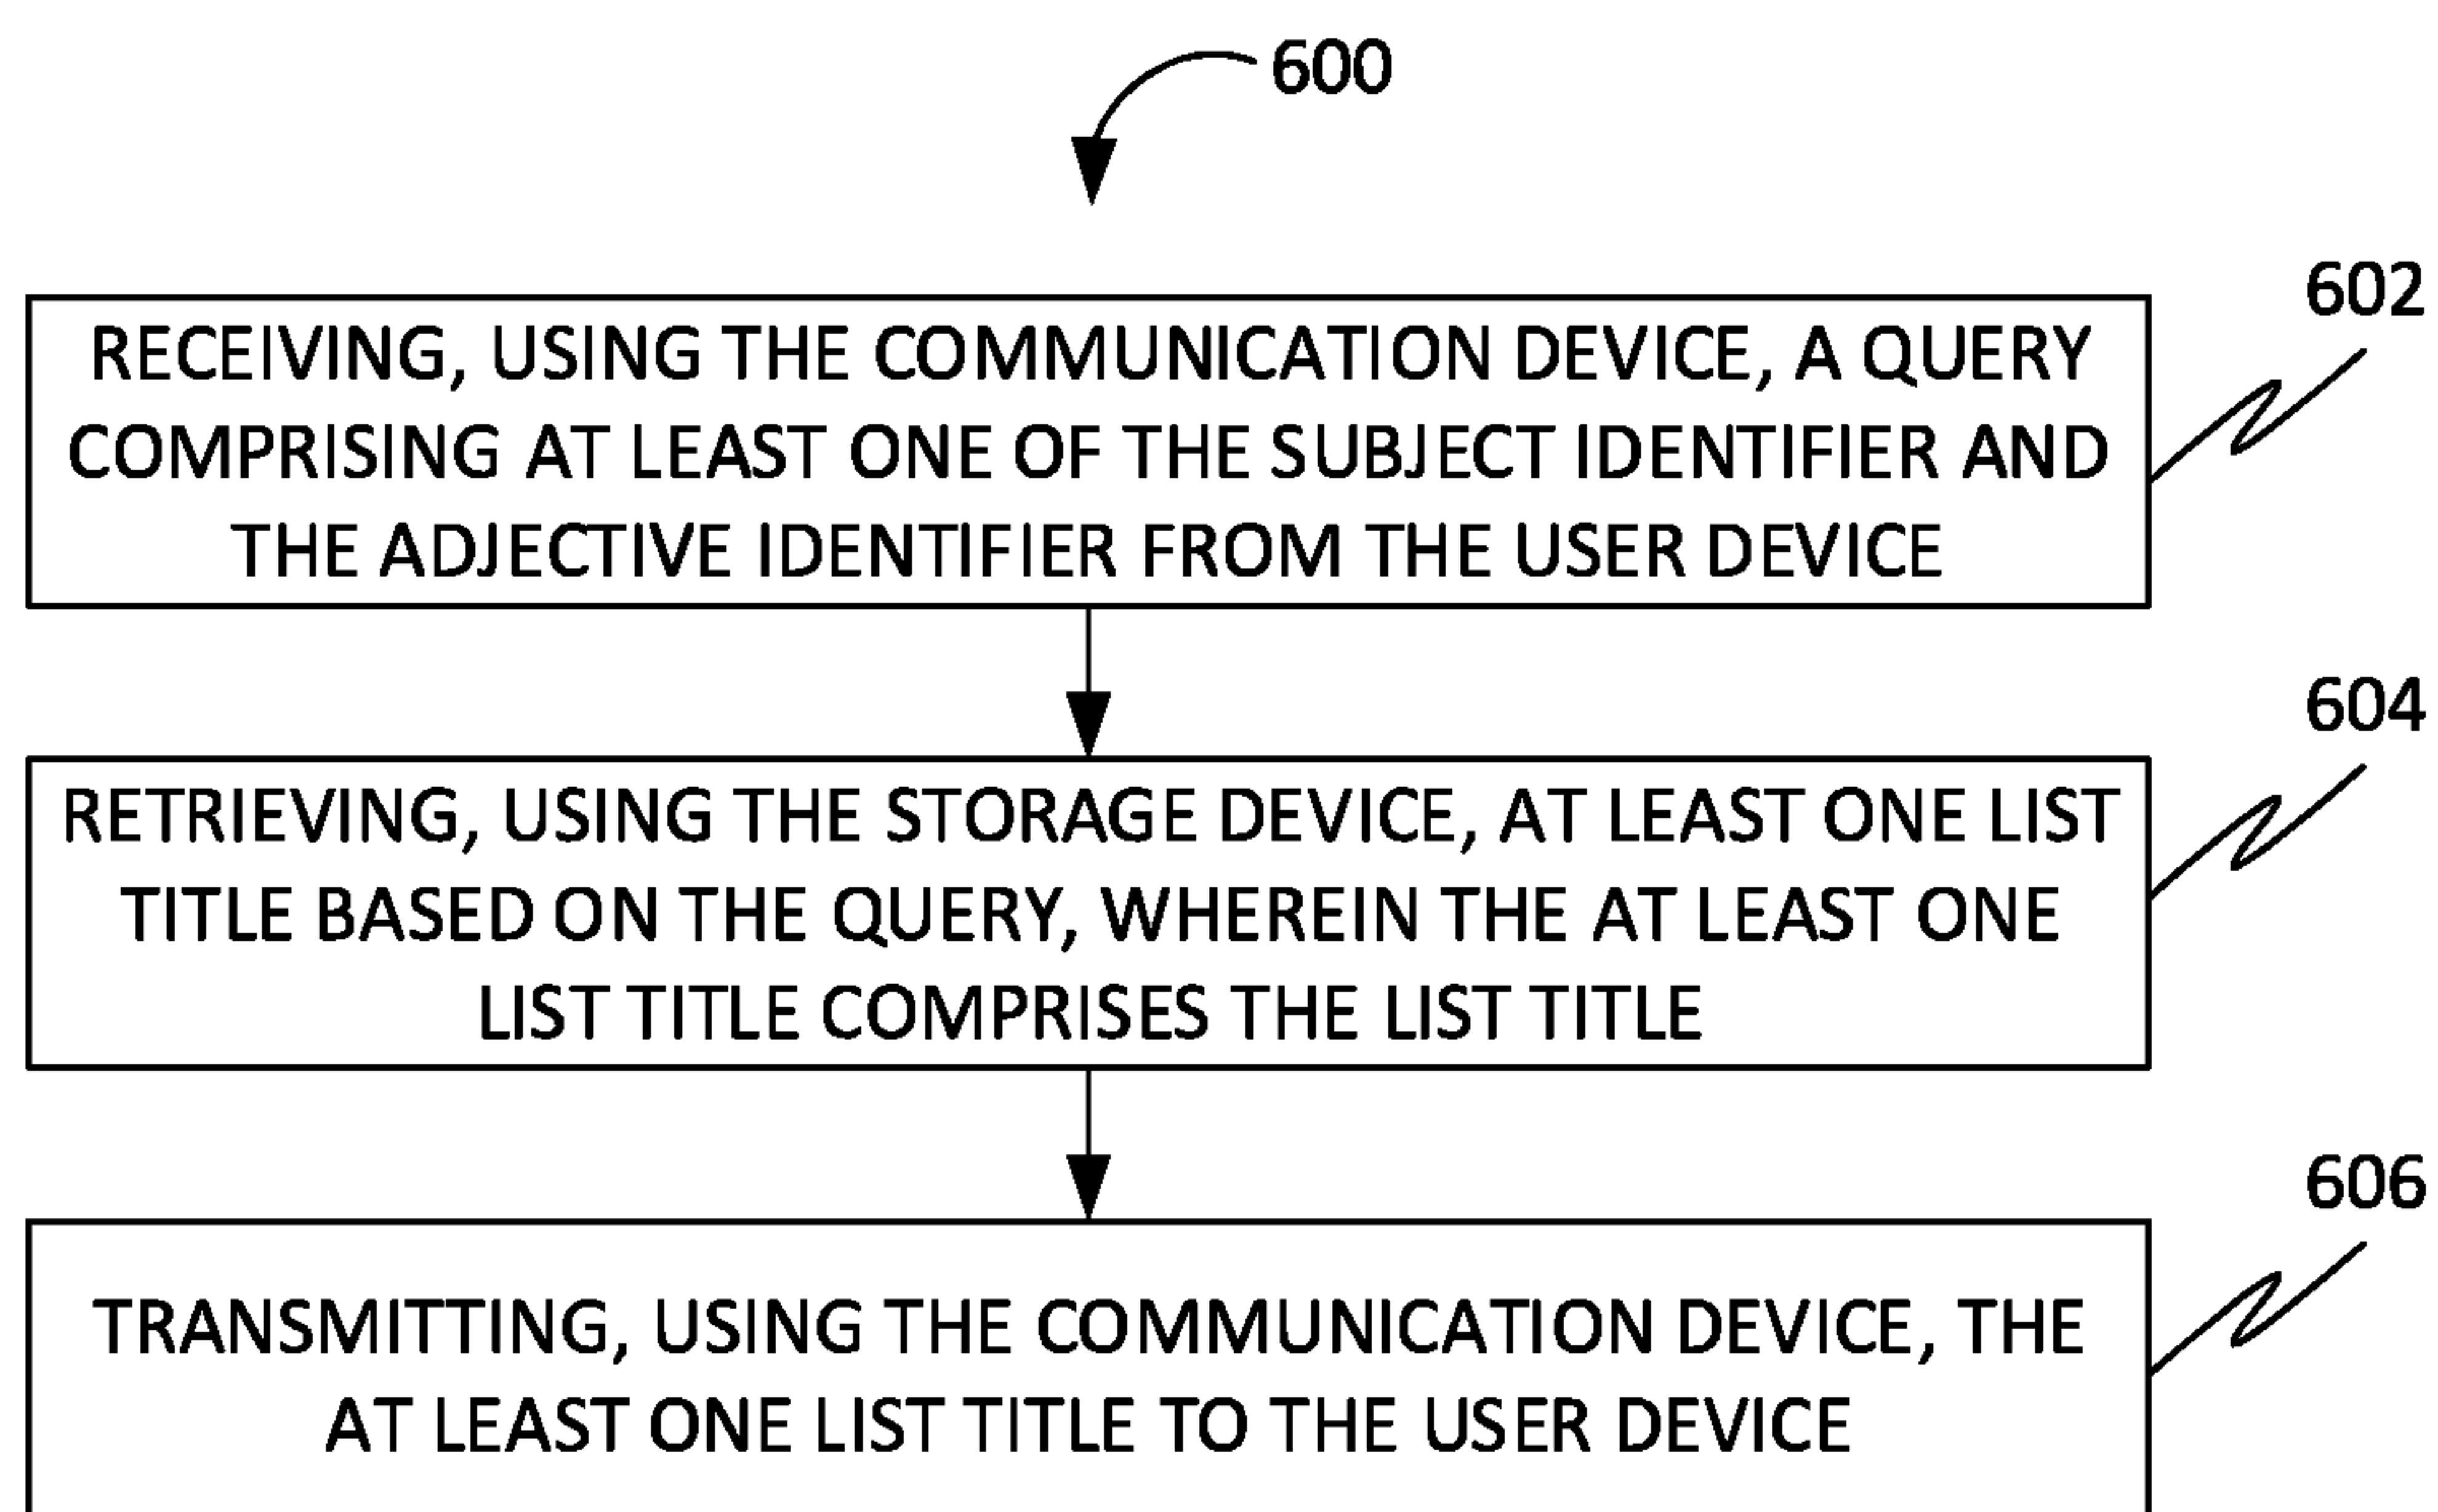 600
602
RECEIVING, USING THE COMMUNICATION DEVICE, A QUERY
COMPRISING AT LEAST ONE OF THE SUBJECT IDENTIFIER AND
THE ADJECTIVE IDENTIFIER FROM THE USER DEVICE
604
RETRIEVING, USING THE STORAGE DEVICE, AT LEAST ONE LIST
TITLE BASED ON THE QUERY, WHEREIN THE AT LEAST ONE
LIST TITLE COMPRISES THE LIST TITLE
606
TRANSMITTING, USING THE COMMUNICATION DEVICE, THE
AT LEAST ONE LIST TITLE TO THE USER DEVICE